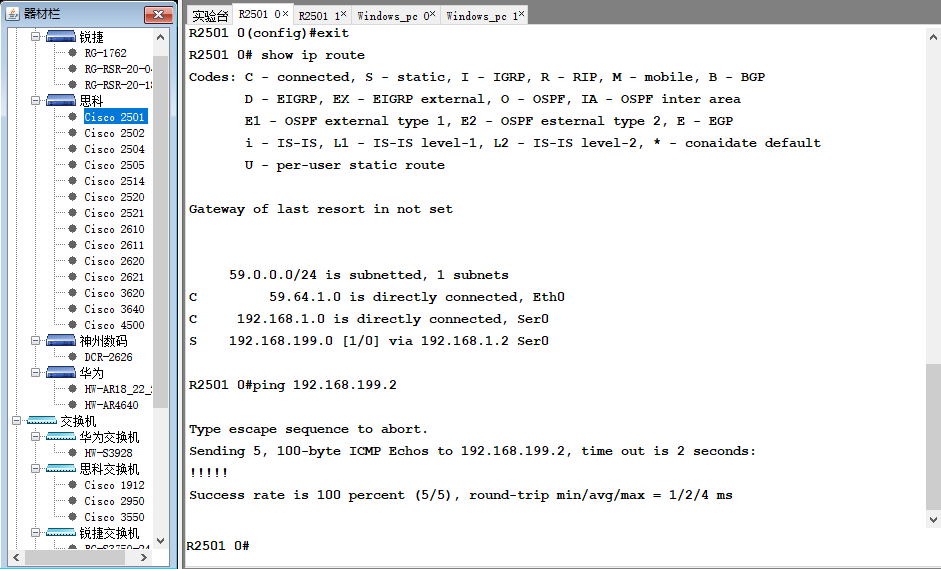 器材栏
锐捷
RG-1762
RG-RSR-20-04
RG-RSR-20-18
思科
Cisco 2501
Cisco 2502
Cisco 2504
Cisco 2505
Cisco 2514
Cisco 2520
Cisco 2521
Cisco 2610
Cisco 2611
Cisco 2620
Cisco 2621
Cisco 3620
Cisco 3640
Cisco 4500
神州数码
DCR-2626
华为
HW-AR18_22_
HW-AR4640
交换机
华为交换机
HW-S3928
思科交换机
Cisco 1912
Cisco 2950
Cisco 3550
锐捷交换机
RG-S3750-24
实验台 R2501 0 R2501 1 Windows_pc 0 Windows_pc 1
R2501 0(config)#exit
R2501 0# show ip route
Codes: C - connected, S - static, I - IGRP, R - RIP, M - mobile, B - BGP
D - EIGRP, EX - EIGRP external, O - OSPF, IA - OSPF inter area
E1 - OSPF external type 1, E2 - OSPF esternal type 2, E - EGP
i - IS-IS, L1 - IS-IS level-1, L2 - IS-IS level-2, * - conaidate default
U - per-user static route
Gateway of last resort in not set
59.0.0.0/24 is subnetted, 1 subnets
C 59.64.1.0 is directly connected, Eth0
C 192.168.1.0 is directly connected, Ser0
S 192.168.199.0 [1/0] via 192.168.1.2 Ser0
R2501 0#ping 192.168.199.2
Type escape sequence to abort.
Sending 5, 100-byte ICMP Echos to 192.168.199.2, time out is 2 seconds:
!!!!!
Success rate is 100 percent (5/5), round-trip min/avg/max = 1/2/4 ms
R2501 0#